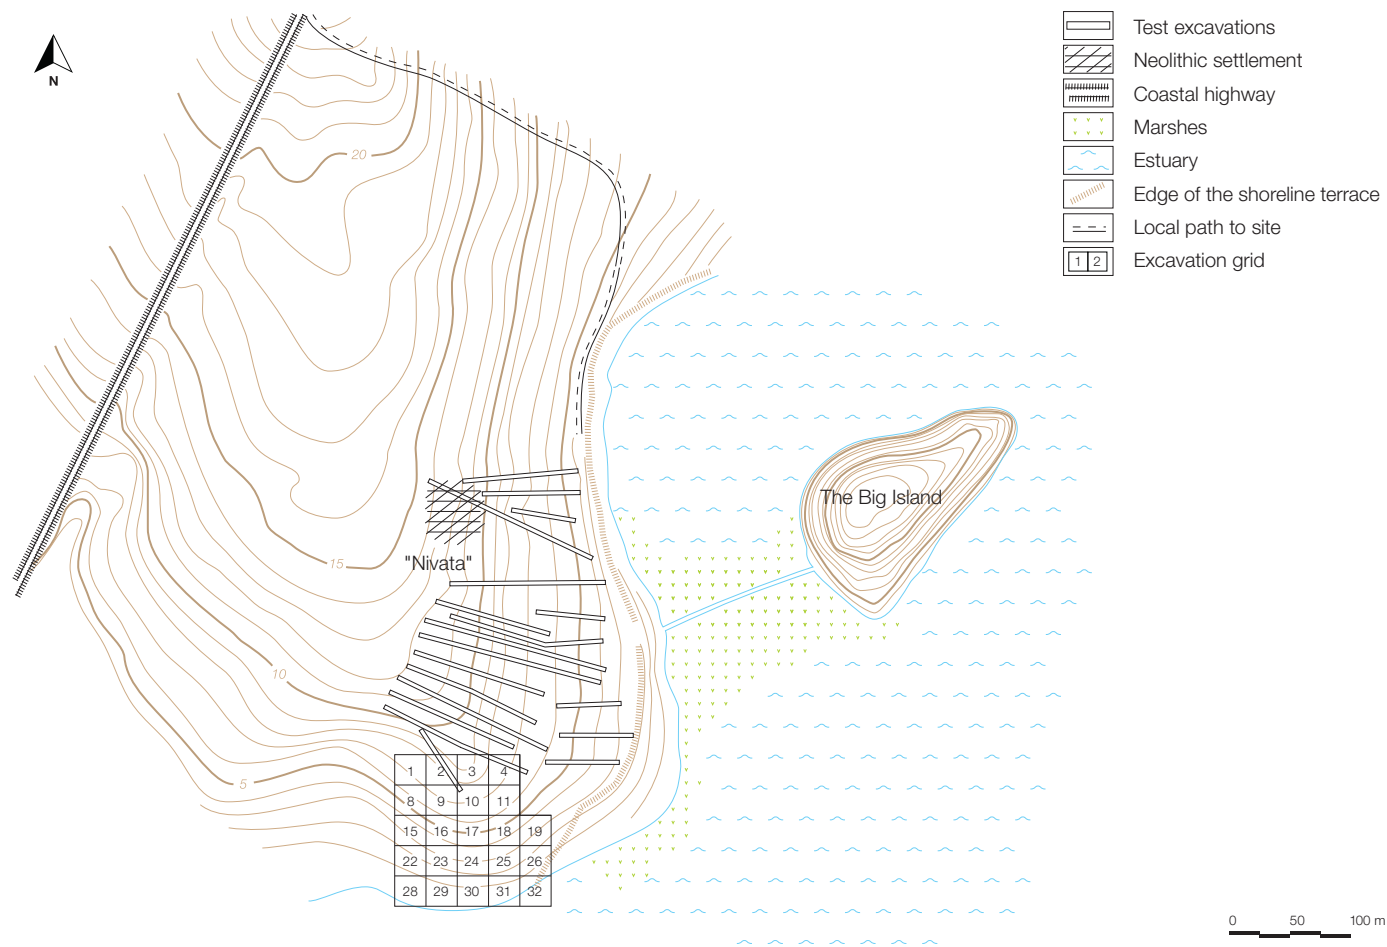 N
Test excavations
Neolithic settlement
Coastal highway
Marshes
Estuary
Edge of the shoreline terrace
Local path to site
1 2 Excavation grid
20
The Big Island
15
"Nivata"
10
5
1 2 3 4
8 9 10 11
15 16 17 18 19
22 23 24 25 26
28 29 30 31 32
0 50 100 m